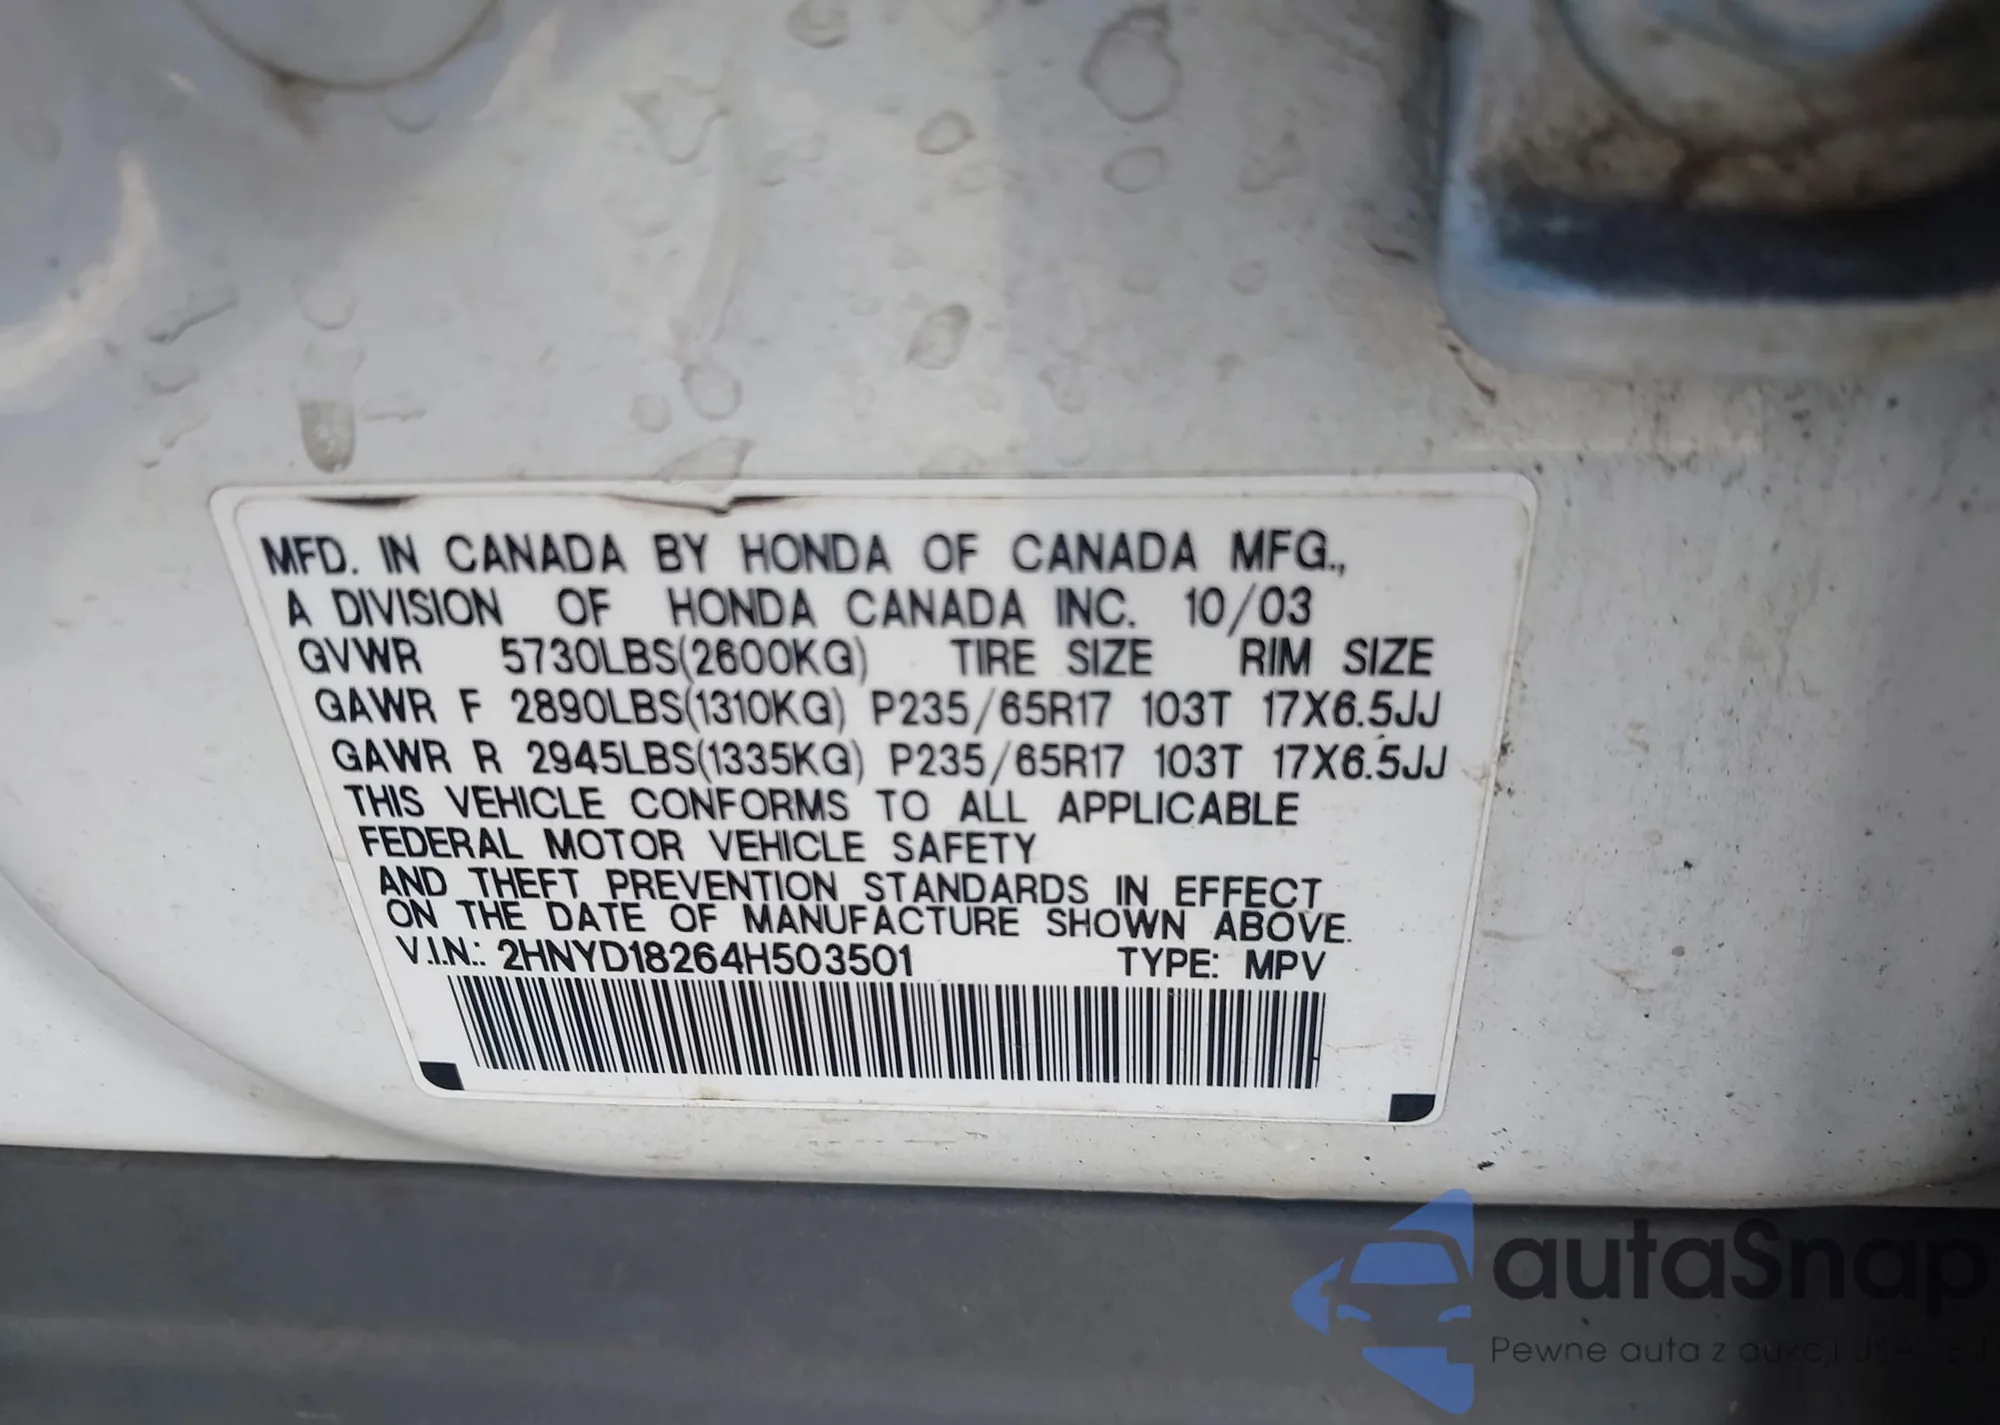 MFD. IN CANADA BY HONDA OF CANADA MFG.,
A DIVISION OF HONDA CANADA INC. 10/03
GVWR 5730LBS(2600KG) TIRE SIZE RIM SIZE
GAWR F 2890LBS(1310KG) P235/65R17 103T 17X6.5JJ
GAWR R 2945LBS(1335KG) P235/65R17 103T 17X6.5JJ
THIS VEHICLE CONFORMS TO ALL APPLICABLE
FEDERAL MOTOR VEHICLE SAFETY
AND THEFT PREVENTION STANDARDS IN EFFECT
ON THE DATE OF MANUFACTURE SHOWN ABOVE.
V.I.N.: 2HNYD18264H503501 TYPE: MPV
autaSnap
Pewne auta z aukcji